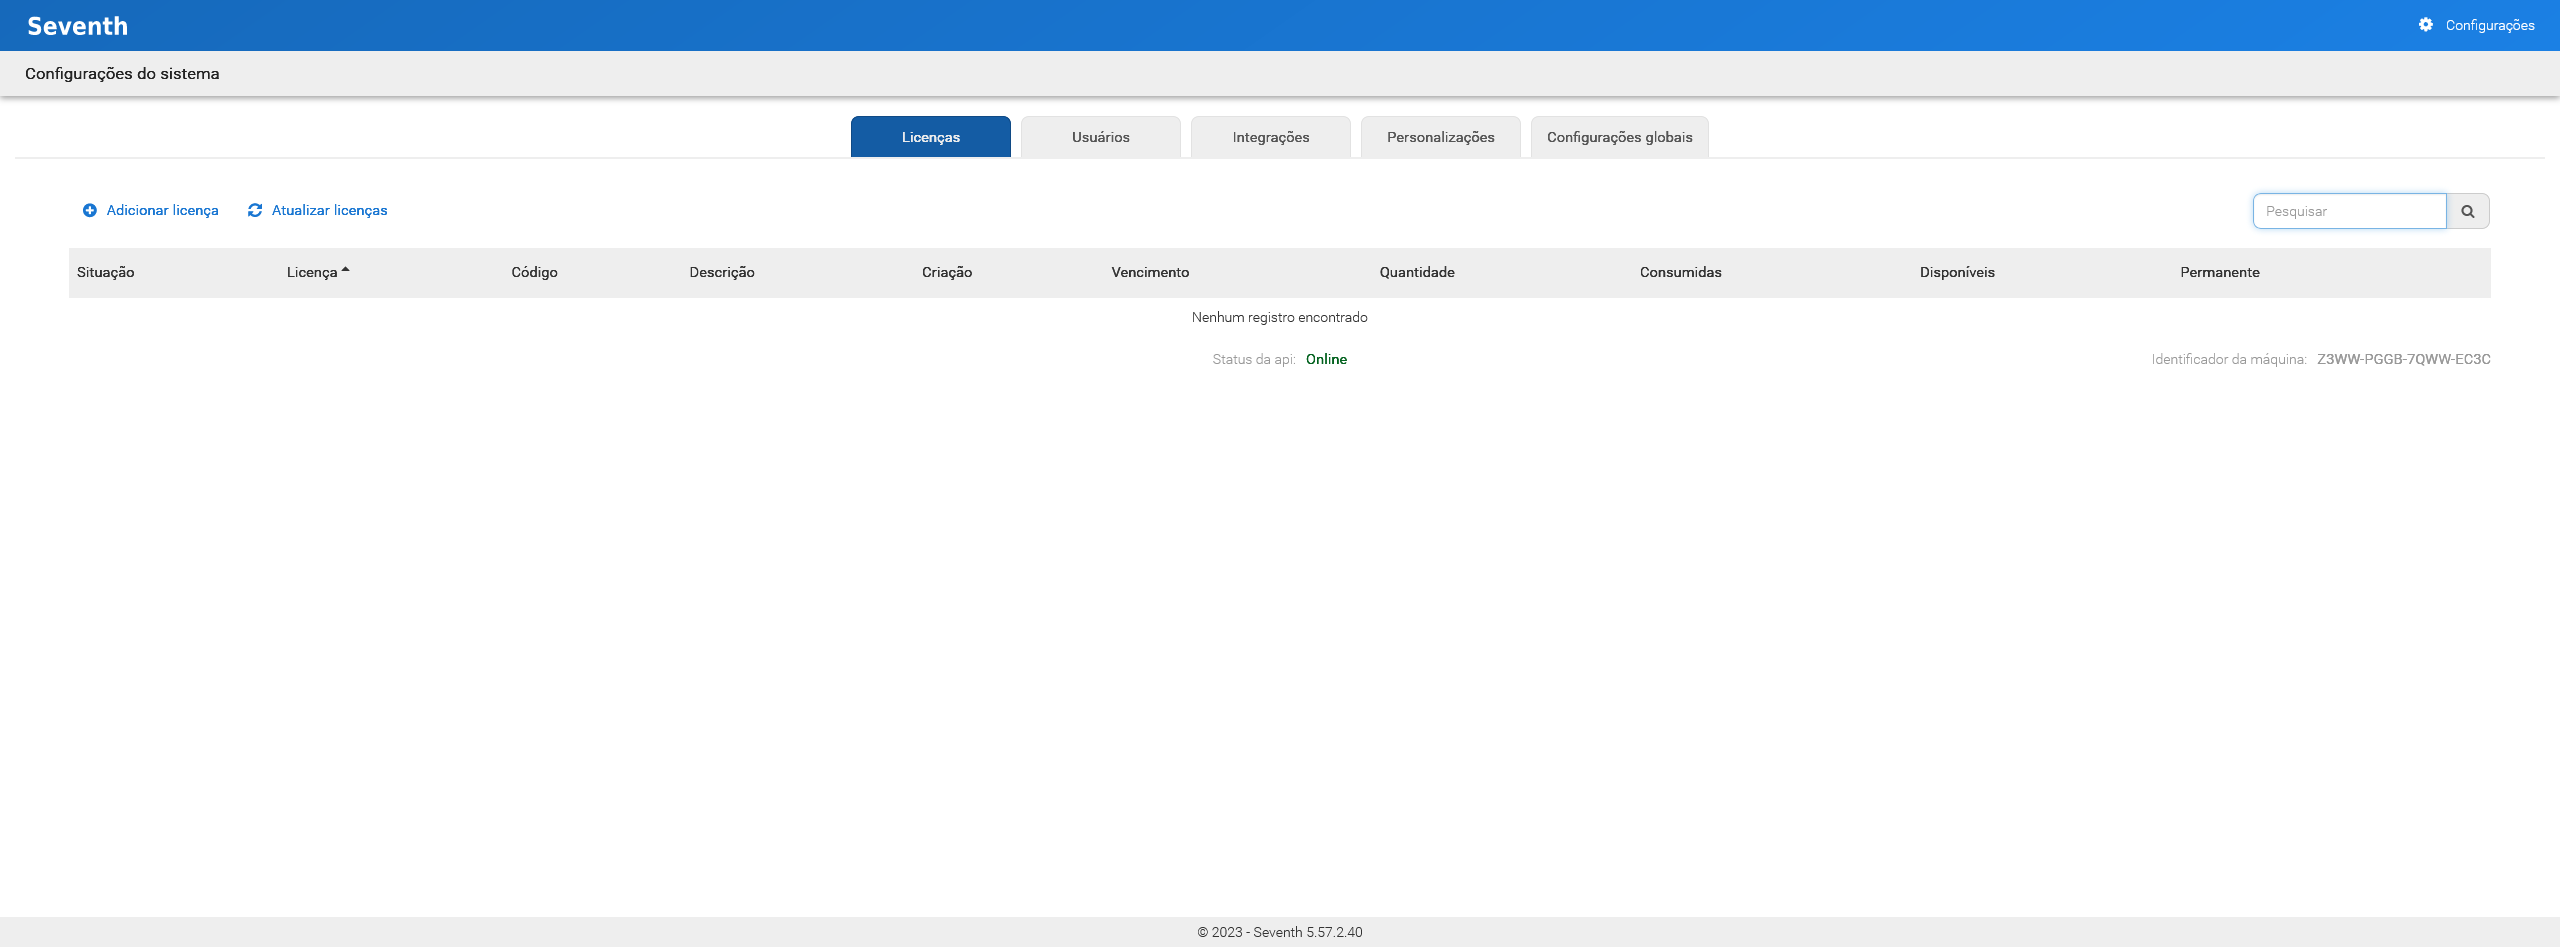 Seventh
Configurações
Configurações do sistema
Licenças Usuários Integrações Personalizações Configurações globais
Adicionar licença Atualizar licenças Pesquisar
Situação Licença Código Descrição Criação Vencimento Quantidade Consumidas Disponíveis Permanente
Nenhum registro encontrado
Status da api: Online Identificador da máquina: Z3WW-PGGB-7QWW-EC3C
© 2023 - Seventh 5.57.2.40